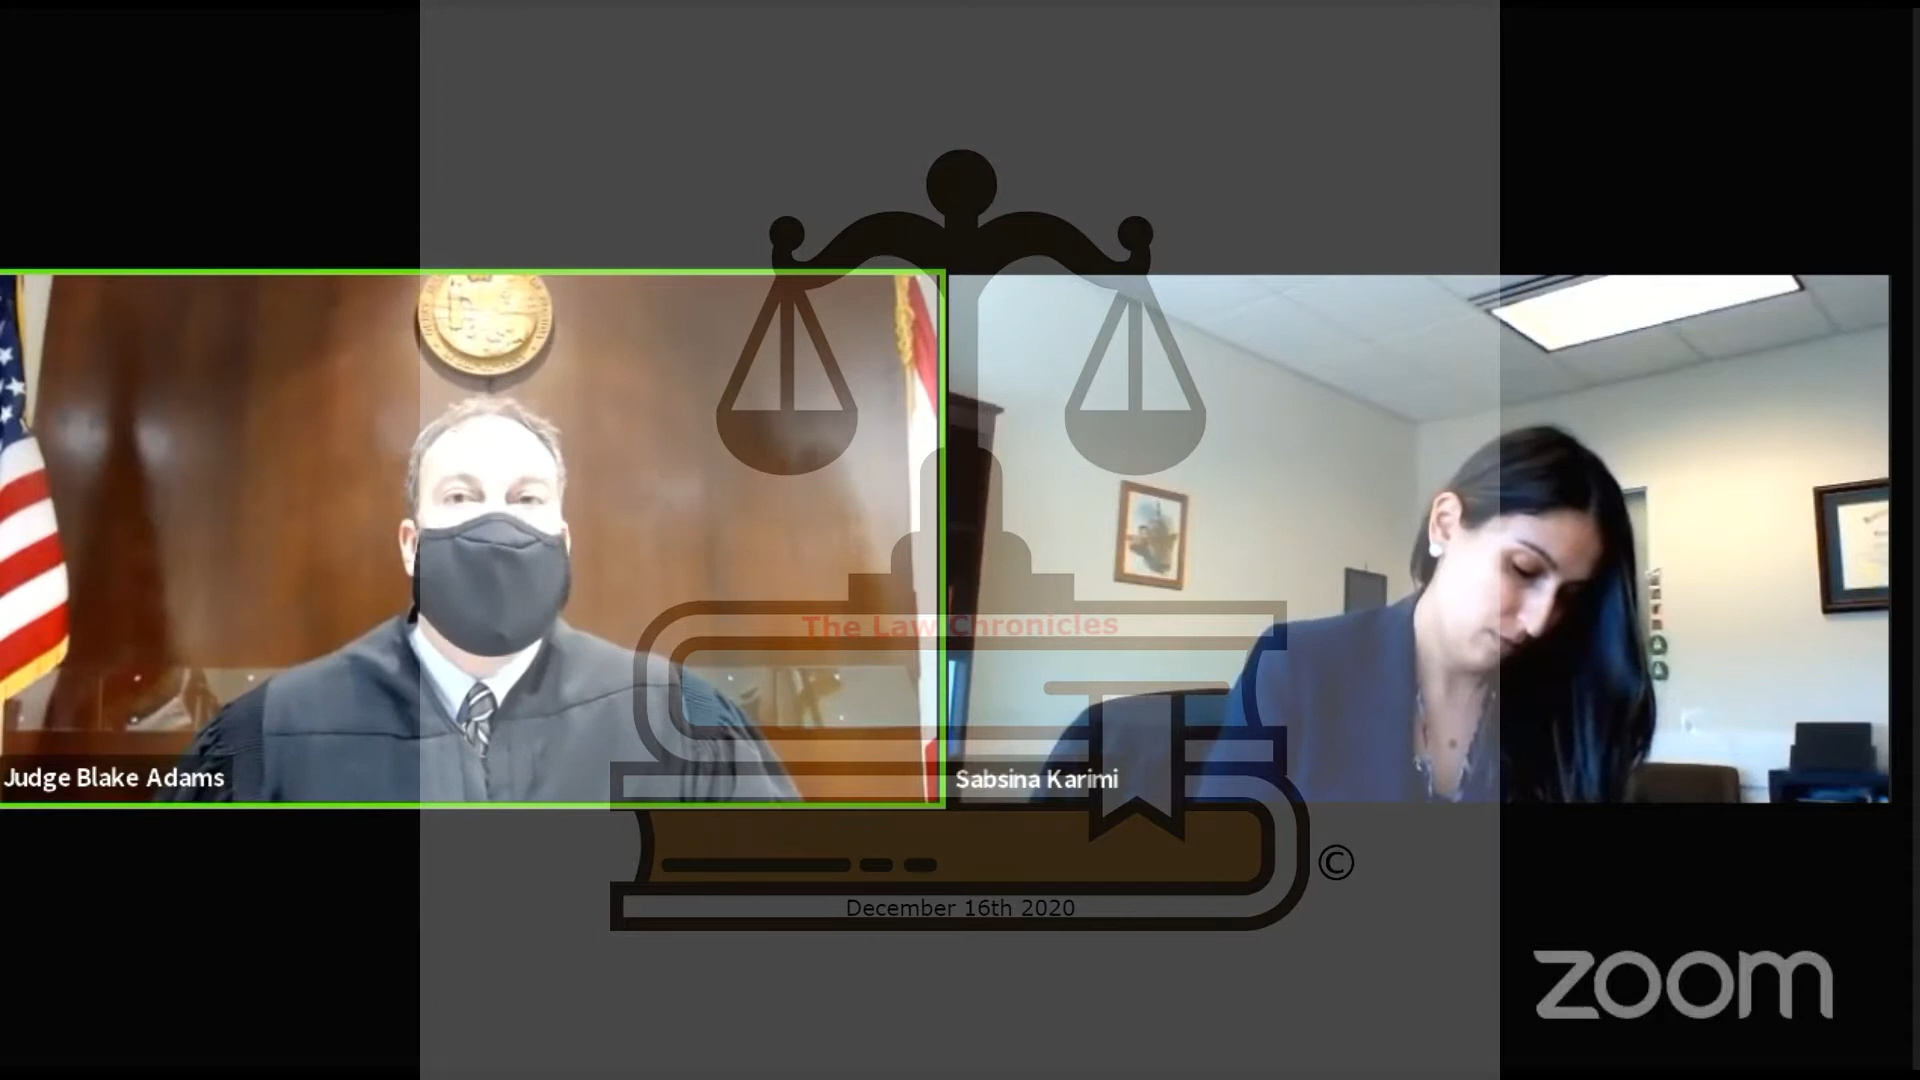 The Law Chronicles
Judge Blake Adams
Sabsina Karimi
©
December 16th 2020
zoom